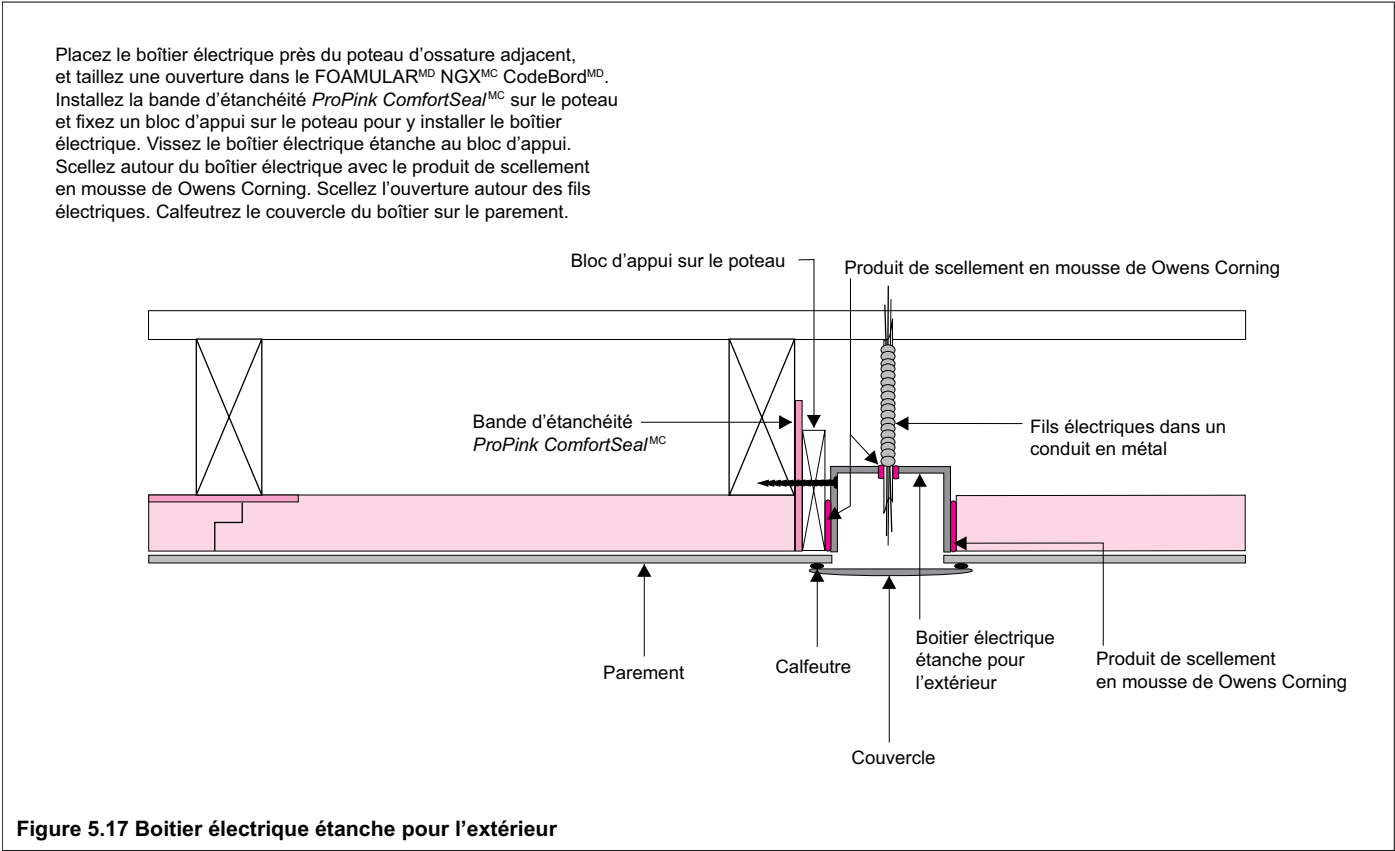 Placez le boîtier électrique près du poteau d'ossature adjacent,
et taillez une ouverture dans le FOAMULARᴹᴰ NGXᴹᶜ CodeBordᴹᴰ.
Installez la bande d'étanchéité ProPink ComfortSealᴹᶜ sur le poteau
et fixez un bloc d'appui sur le poteau pour y installer le boîtier
électrique. Vissez le boîtier électrique étanche au bloc d'appui.
Scellez autour du boîtier électrique avec le produit de scellement
en mousse de Owens Corning. Scellez l'ouverture autour des fils
électriques. Calfeutrez le couvercle du boîtier sur le parement.
Bloc d'appui sur le poteau
Produit de scellement en mousse de Owens Corning
Bande d'étanchéité
ProPink ComfortSealᴹᶜ
Fils électriques dans un
conduit en métal
Parement
Calfeutre
Boitier électrique
étanche pour
l'extérieur
Produit de scellement
en mousse de Owens Corning
Couvercle
Figure 5.17 Boitier électrique étanche pour l'extérieur